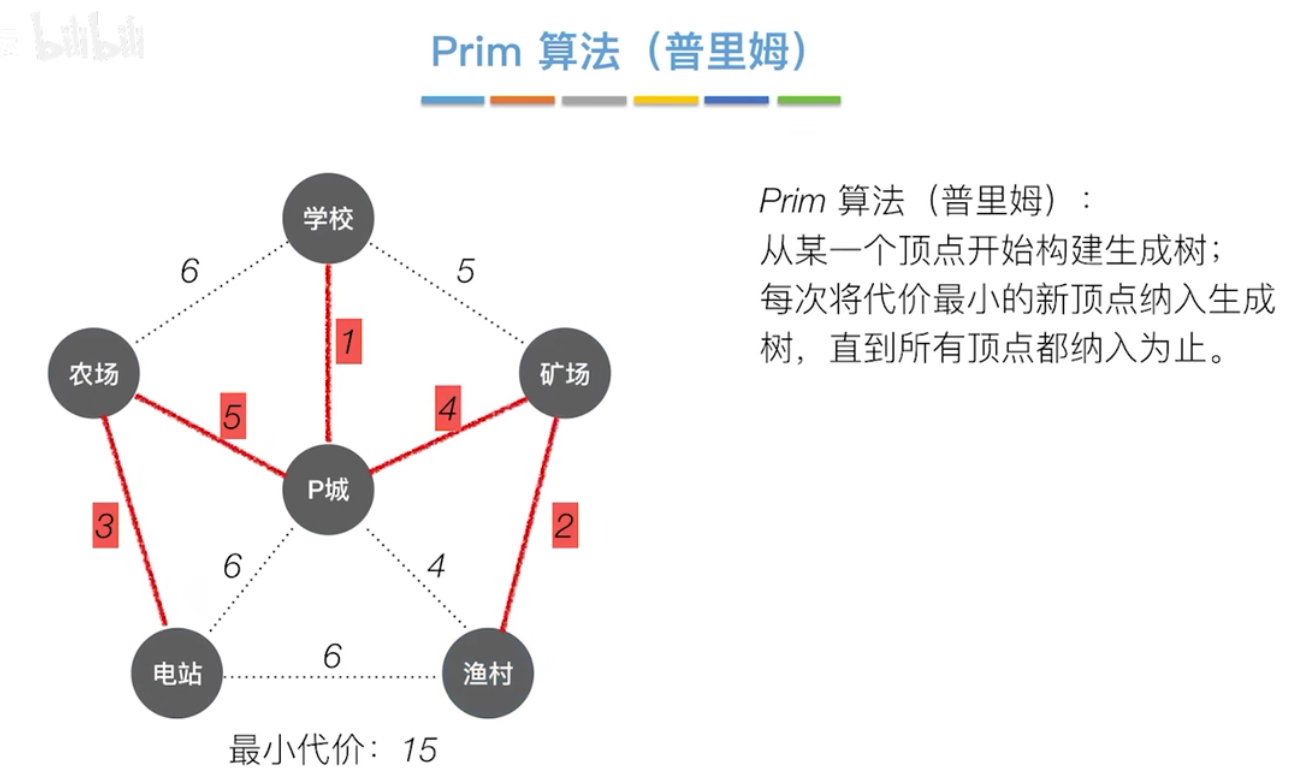 bilibili
Prim 算法（普里姆）
Prim 算法（普里姆）:
从某一个顶点开始构建生成树；
每次将代价最小的新顶点纳入生成
树，直到所有顶点都纳入为止。
学校
6
5
1
农场
矿场
5
4
P城
3
2
6
4
6
电站
渔村
最小代价：15